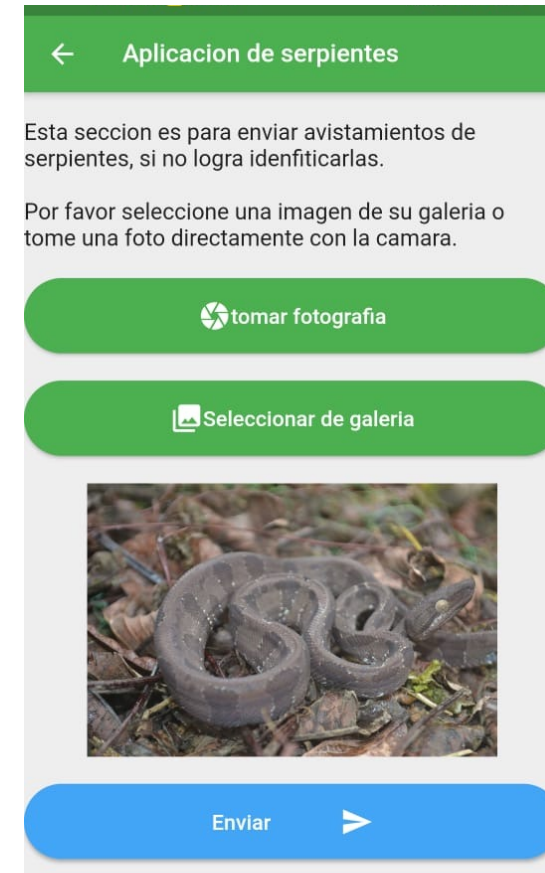 Aplicacion de serpientes
Esta seccion es para enviar avistamientos de
serpientes, si no logra idenfiticarlas.
Por favor seleccione una imagen de su galeria o
tome una foto directamente con la camara.
tomar fotografia
Seleccionar de galeria
Enviar